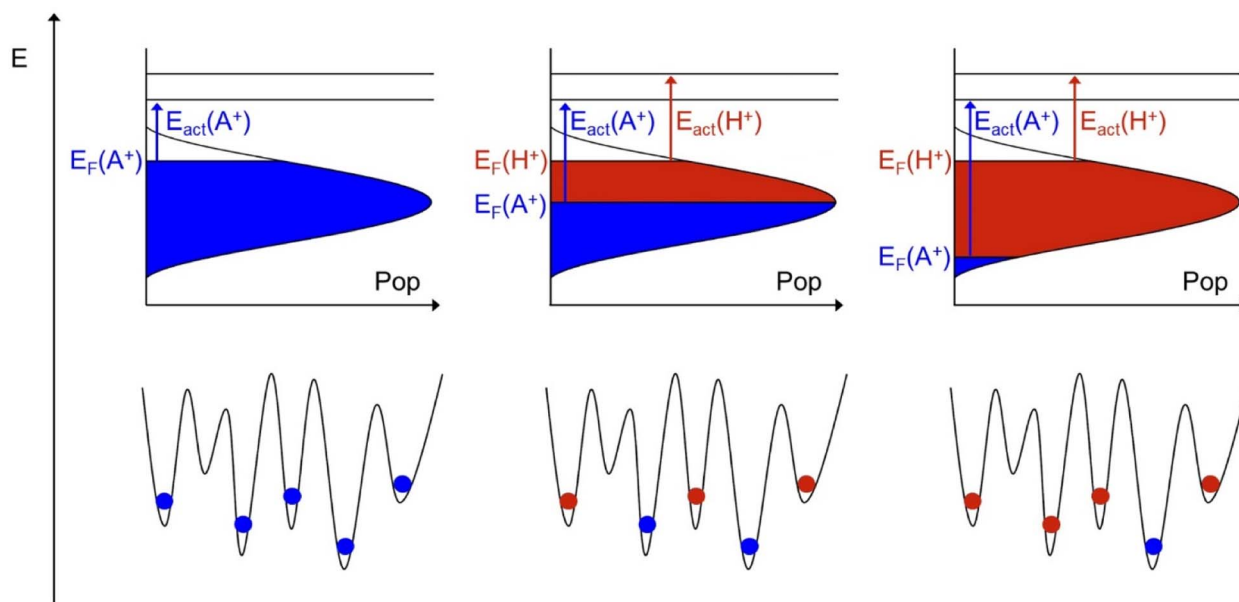 E
E_act(A⁺)
E_F(A⁺)
Pop
E_act(A⁺)
E_act(H⁺)
E_F(H⁺)
E_F(A⁺)
Pop
E_act(A⁺)
E_act(H⁺)
E_F(H⁺)
E_F(A⁺)
Pop